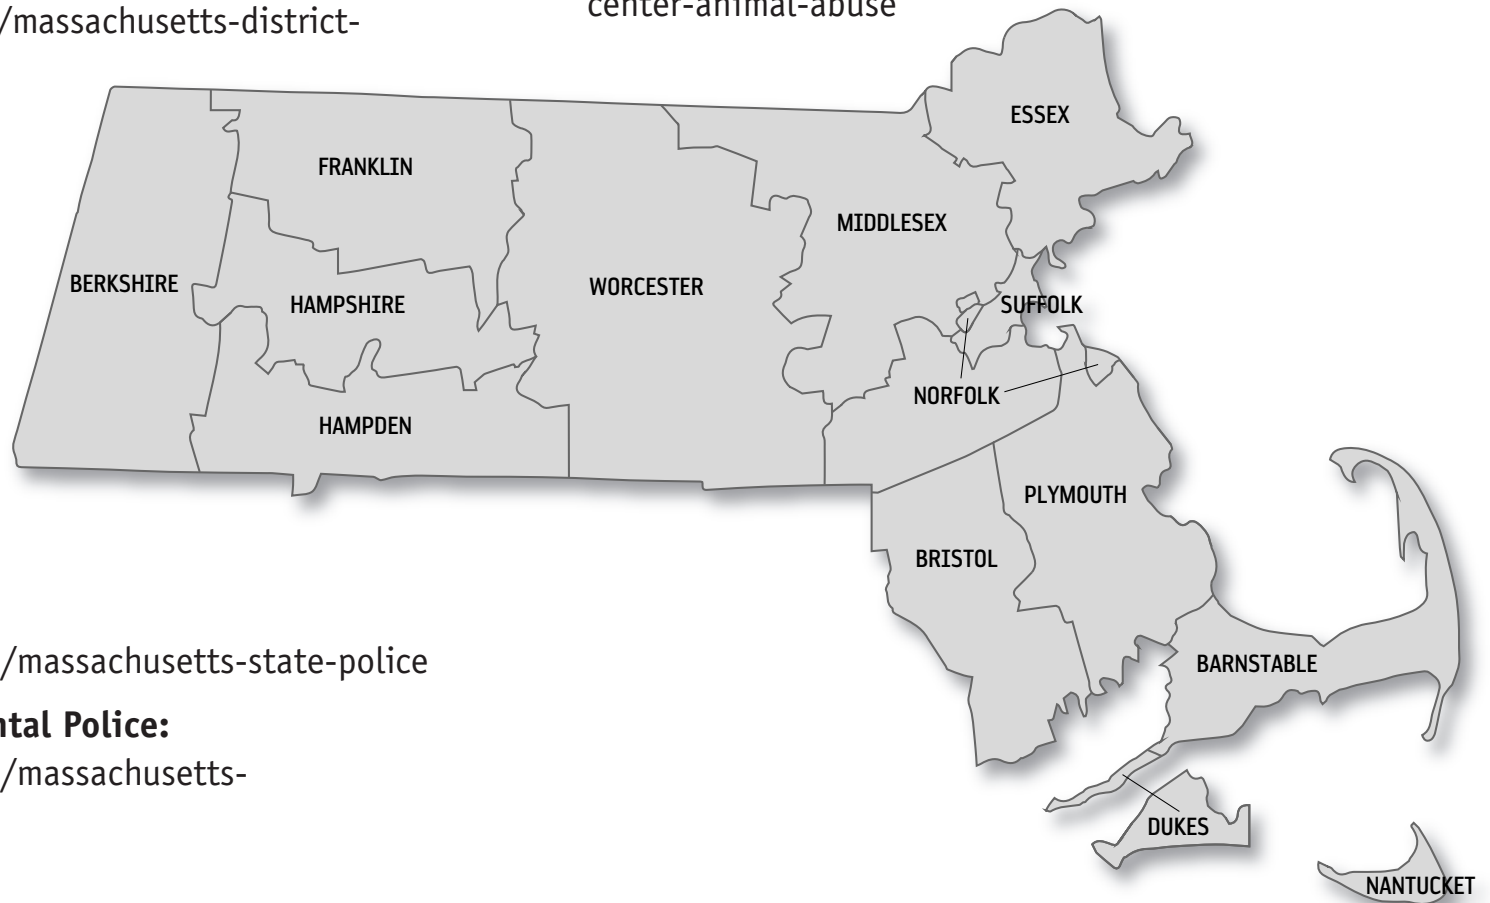 /massachusetts-district-
center-animal-abuse
ESSEX
FRANKLIN
MIDDLESEX
BERKSHIRE
WORCESTER
HAMPSHIRE
SUFFOLK
NORFOLK
HAMPDEN
PLYMOUTH
BRISTOL
/massachusetts-state-police
BARNSTABLE
ntal Police:
/massachusetts-
DUKES
NANTUCKET